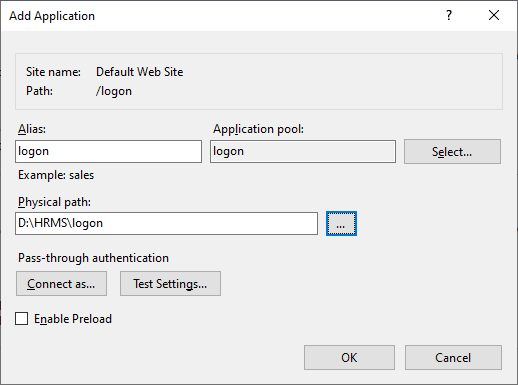 Add Application
?
Site name: Default Web Site
Path: /logon
Alias: Application pool:
logon logon Select...
Example: sales
Physical path:
D:\HRMS\logon ...
Pass-through authentication
Connect as... Test Settings...
Enable Preload
OK Cancel